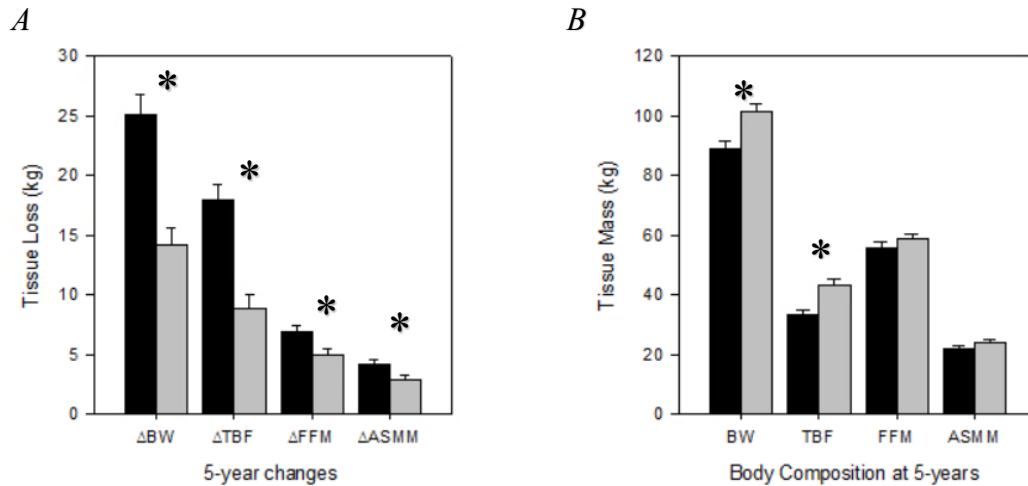 A
B
30
25
20
15
10
5
0
Tissue Loss (kg)
*
*
*
*
ΔBW
ΔTBF
ΔFFM
ΔASMM
5-year changes
120
100
80
60
40
20
0
Tissue Mass (kg)
*
*
BW
TBF
FFM
ASMM
Body Composition at 5-years